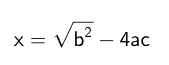 x = √b² − 4ac